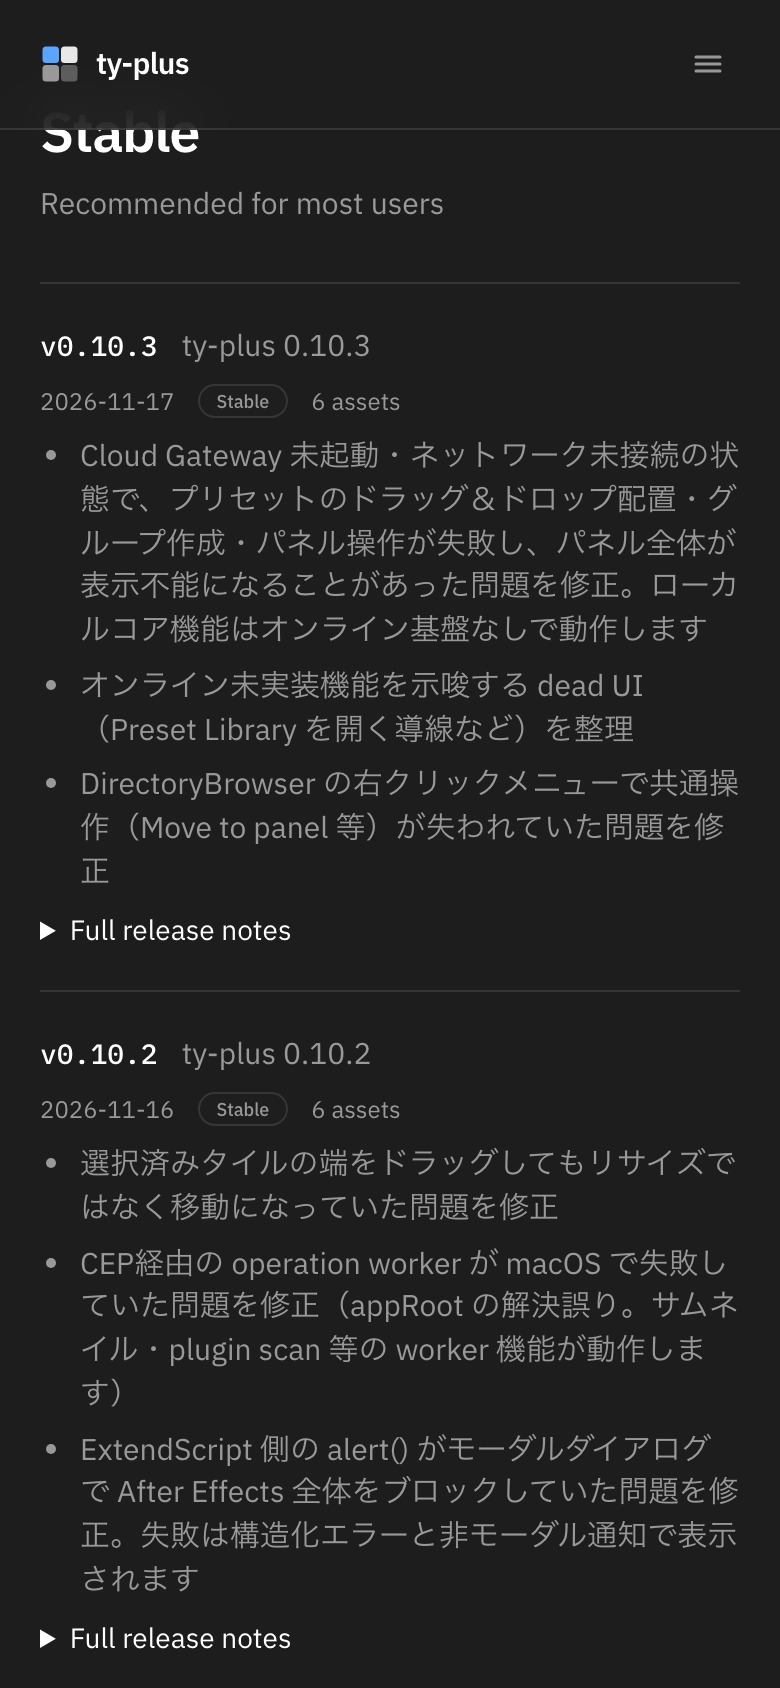 ty-plus
Stable
Recommended for most users
v0.10.3 ty-plus 0.10.3
2026-11-17 Stable 6 assets
• Cloud Gateway 未起動・ネットワーク未接続の状
態で、プリセットのドラッグ＆ドロップ配置・グ
ループ作成・パネル操作が失敗し、パネル全体が
表示不能になることがあった問題を修正。ローカ
ルコア機能はオンライン基盤なしで動作します
• オンライン未実装機能を示唆する dead UI
（Preset Library を開く導線など）を整理
• DirectoryBrowser の右クリックメニューで共通操
作（Move to panel 等）が失われていた問題を修
正
▶ Full release notes
v0.10.2 ty-plus 0.10.2
2026-11-16 Stable 6 assets
• 選択済みタイルの端をドラッグしてもリサイズで
はなく移動になっていた問題を修正
• CEP経由の operation worker が macOS で失敗し
ていた問題を修正（appRoot の解決誤り。サムネ
イル・plugin scan 等の worker 機能が動作しま
す）
• ExtendScript 側の alert() がモーダルダイアログ
で After Effects 全体をブロックしていた問題を修
正。失敗は構造化エラーと非モーダル通知で表示
されます
▶ Full release notes